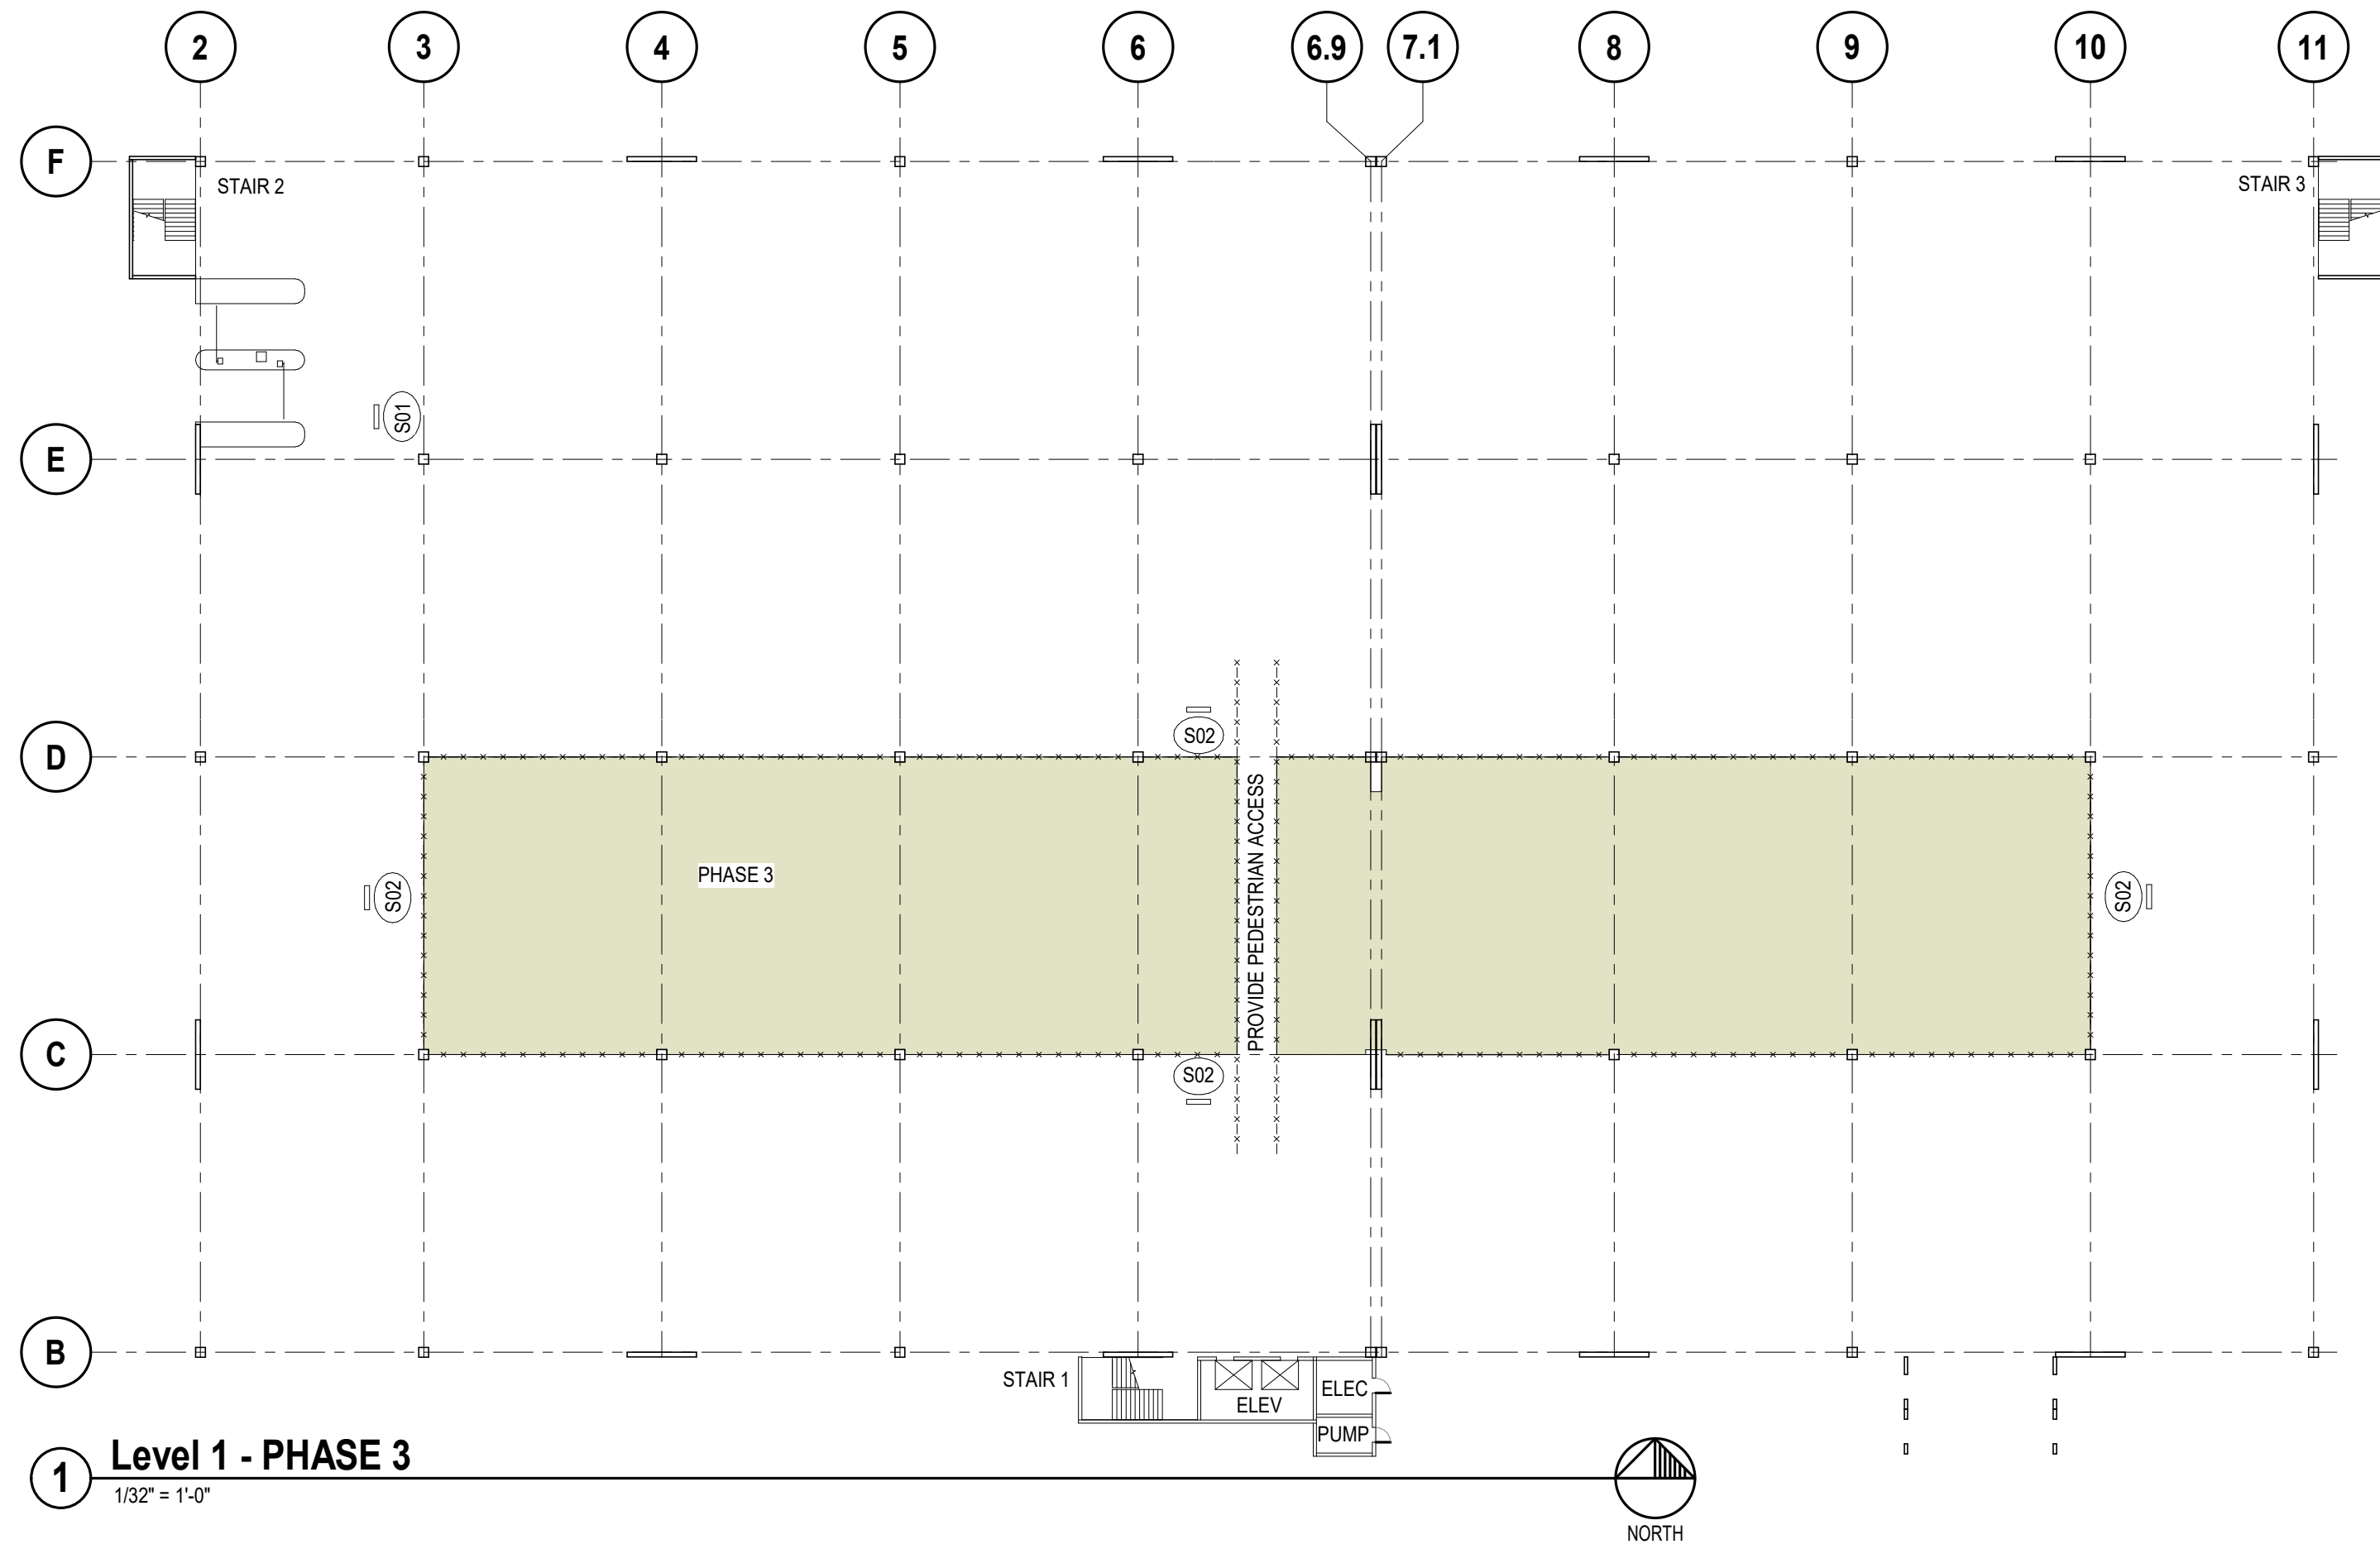 2 3 4 5 6 6.9 7.1 8 9 10 11
F
STAIR 2
STAIR 3
S01
E
S02
D
PROVIDE PEDESTRIAN ACCESS
PHASE 3
S02
S02
C
S02
B
STAIR 1
ELEC
ELEV
PUMP
1
Level 1 - PHASE 3
1/32" = 1'-0"
NORTH